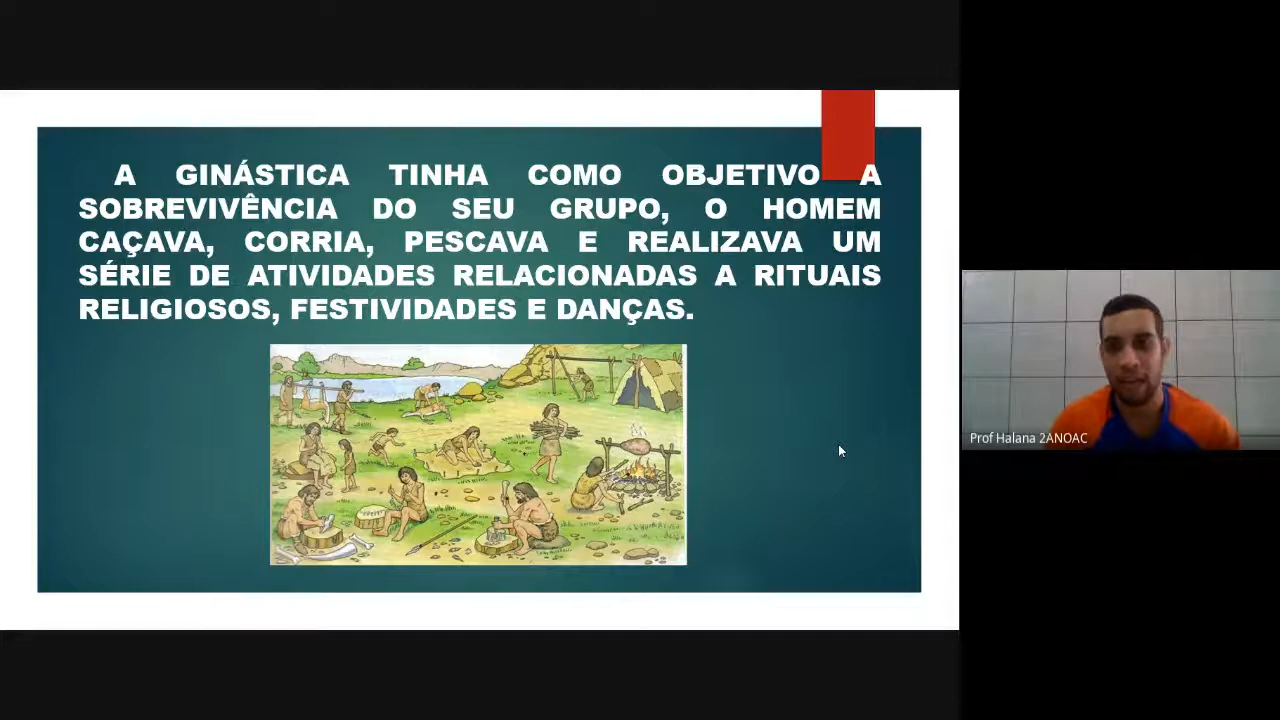 A GINÁSTICA TINHA COMO OBJETIVO A
SOBREVIVÊNCIA DO SEU GRUPO, O HOMEM
CAÇAVA, CORRIA, PESCAVA E REALIZAVA UM
SÉRIE DE ATIVIDADES RELACIONADAS A RITUAIS
RELIGIOSOS, FESTIVIDADES E DANÇAS.
Prof Halana 2ANOAC